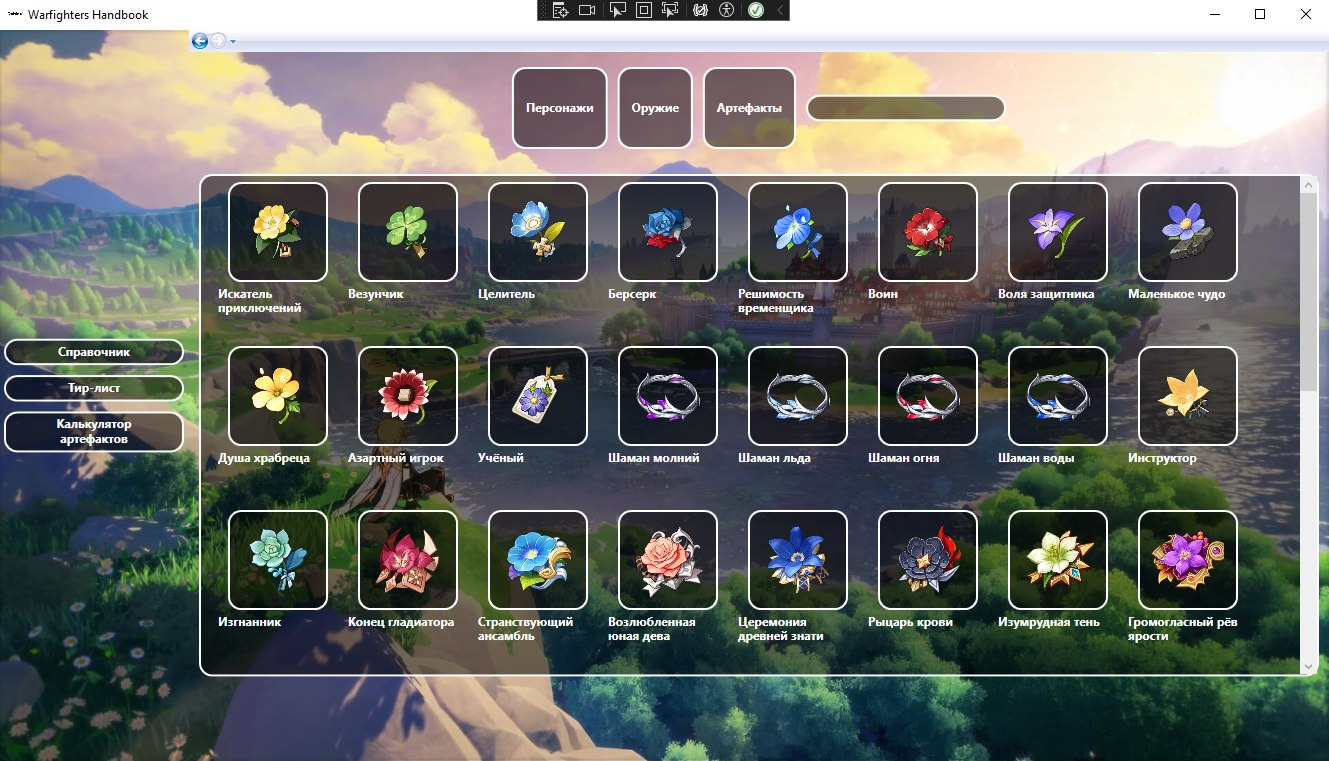 Warfighters Handbook
Персонажи
Оружие
Артефакты
Справочник
Тир-лист
Калькулятор
артефактов
Искатель
приключений
Везунчик
Целитель
Берсерк
Решимость
временщика
Воин
Воля защитника
Маленькое чудо
Душа храбреца
Азартный игрок
Учёный
Шаман молний
Шаман льда
Шаман огня
Шаман воды
Инструктор
Изгнанник
Конец гладиатора
Странствующий
ансамбль
Возлюбленная
юная дева
Церемония
древней знати
Рыцарь крови
Изумрудная тень
Громогласный рёв
ярости